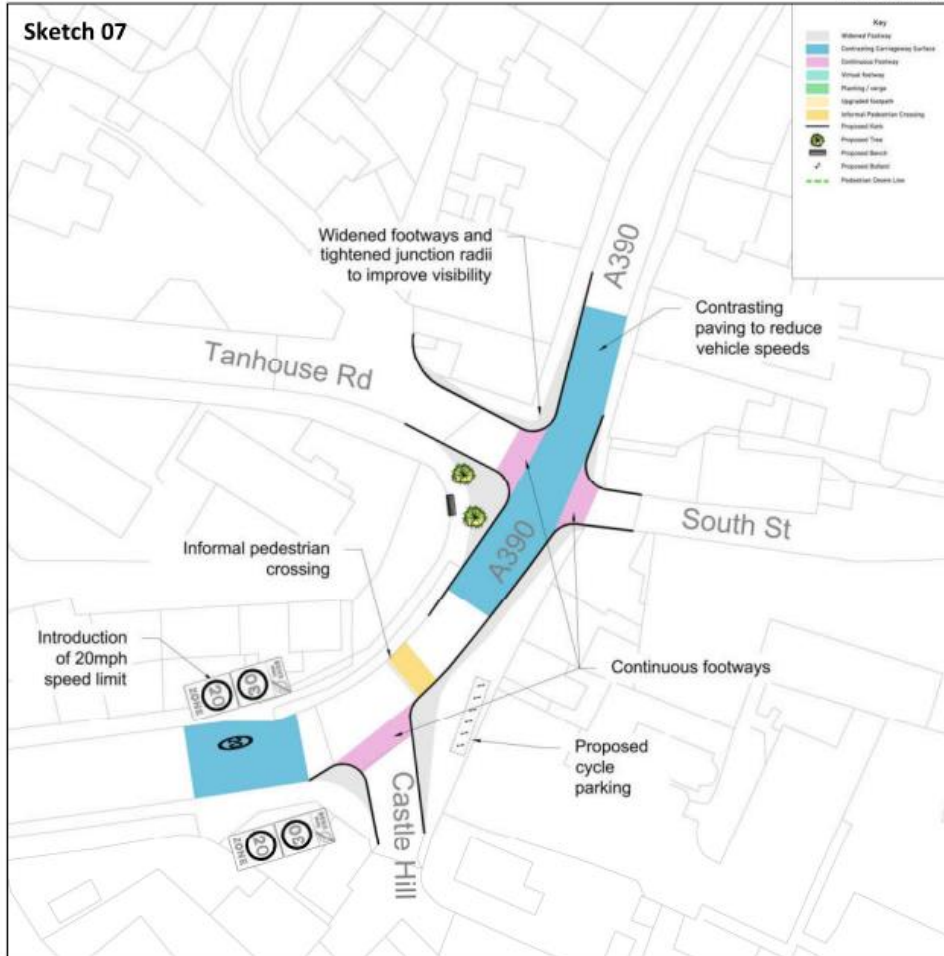 Sketch 07
Key
Widened Footway
Contrasting Carriageway Surface
Continuous Footway
Virtual footway
Planting / verge
Upgraded footpath
Informal Pedestrian Crossing
Proposed Kerb
Proposed Tree
Proposed Bench
Proposed Bollard
Pedestrian Desire Line
A390
Widened footways and
tightened junction radii
to improve visibility
Contrasting
paving to reduce
vehicle speeds
Tanhouse Rd
South St
A390
Informal pedestrian
crossing
Introduction
of 20mph
speed limit
20
ZONE
30
Continuous footways
Proposed
cycle
parking
Castle Hill
20
ZONE
30